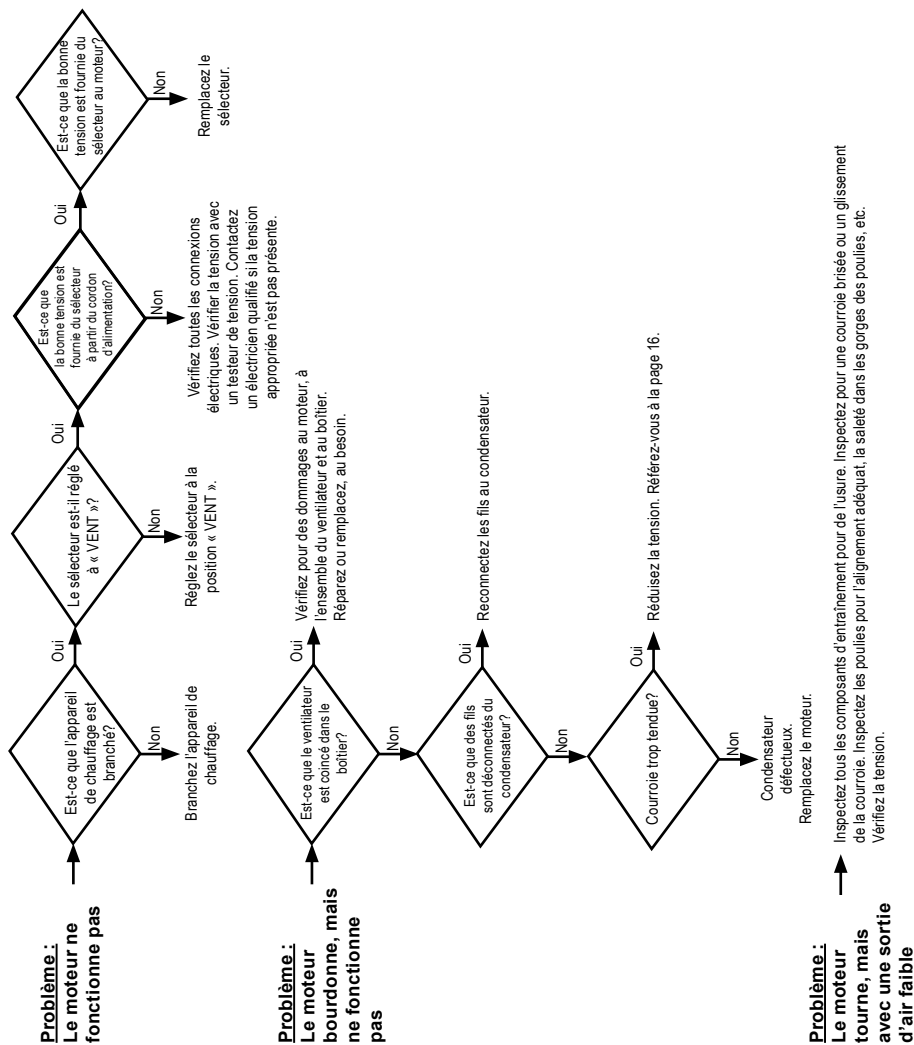 Problème :
Le moteur ne
fonctionne pas
Est-ce que l'appareil
de chauffage est
branché?
Oui
Non
Branchez l'appareil de
chauffage.
Le sélecteur est-il réglé
à « VENT »?
Oui
Non
Réglez le sélecteur à la
position « VENT ».
Est-ce que
la bonne tension est
fournie du sélecteur
à partir du cordon
d'alimentation?
Oui
Non
Vérifiez toutes les connexions
électriques. Vérifier la tension avec
un testeur de tension. Contactez
un électricien qualifié si la tension
appropriée n'est pas présente.
Est-ce que la bonne
tension est fournie du
sélecteur au moteur?
Non
Remplacez le
sélecteur.
Problème :
Le moteur
bourdonne, mais
ne fonctionne
pas
Est-ce que le ventilateur
est coincé dans le
boîtier?
Oui
Vérifiez pour des dommages au moteur, à
l'ensemble du ventilateur et au boîtier.
Réparez ou remplacez, au besoin.
Non
Est-ce que des fils
sont déconnectés du
condensateur?
Oui
Reconnectez les fils au condensateur.
Non
Courroie trop tendue?
Oui
Réduisez la tension. Référez-vous à la page 16.
Non
Condensateur
défectueux.
Remplacez le moteur.
Problème :
Le moteur
tourne, mais
avec une sortie
d'air faible
Inspectez tous les composants d'entraînement pour de l'usure. Inspectez pour une courroie brisée ou un glissement
de la courroie. Inspectez les poulies pour l'alignement adéquat, la saleté dans les gorges des poulies, etc.
Vérifiez la tension.